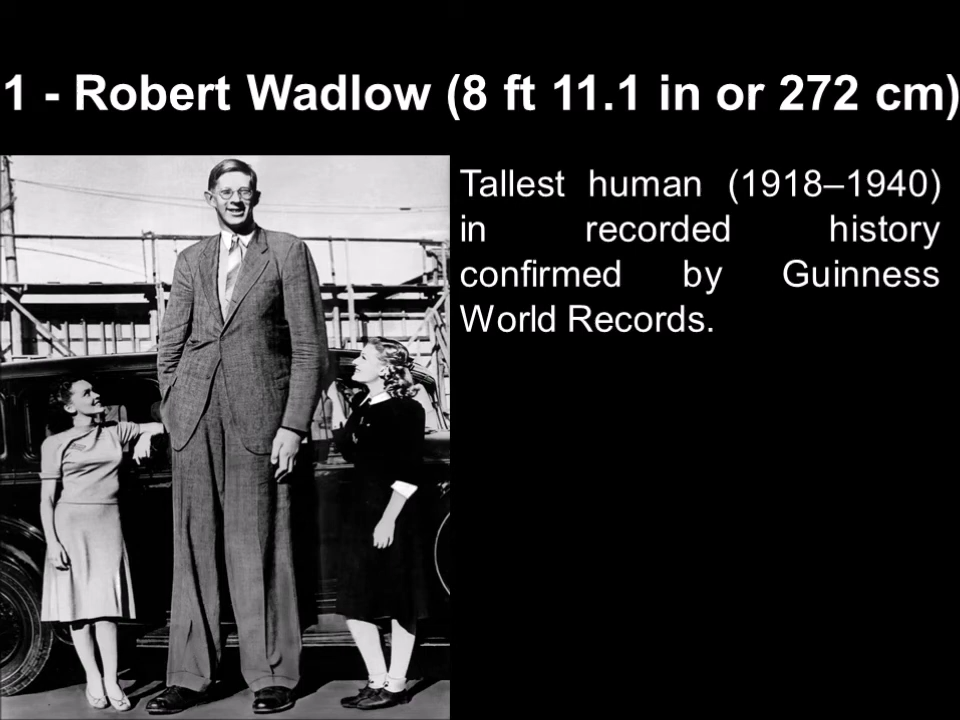 1 - Robert Wadlow (8 ft 11.1 in or 272 cm)
Tallest human (1918–1940)
in recorded history
confirmed by Guinness
World Records.